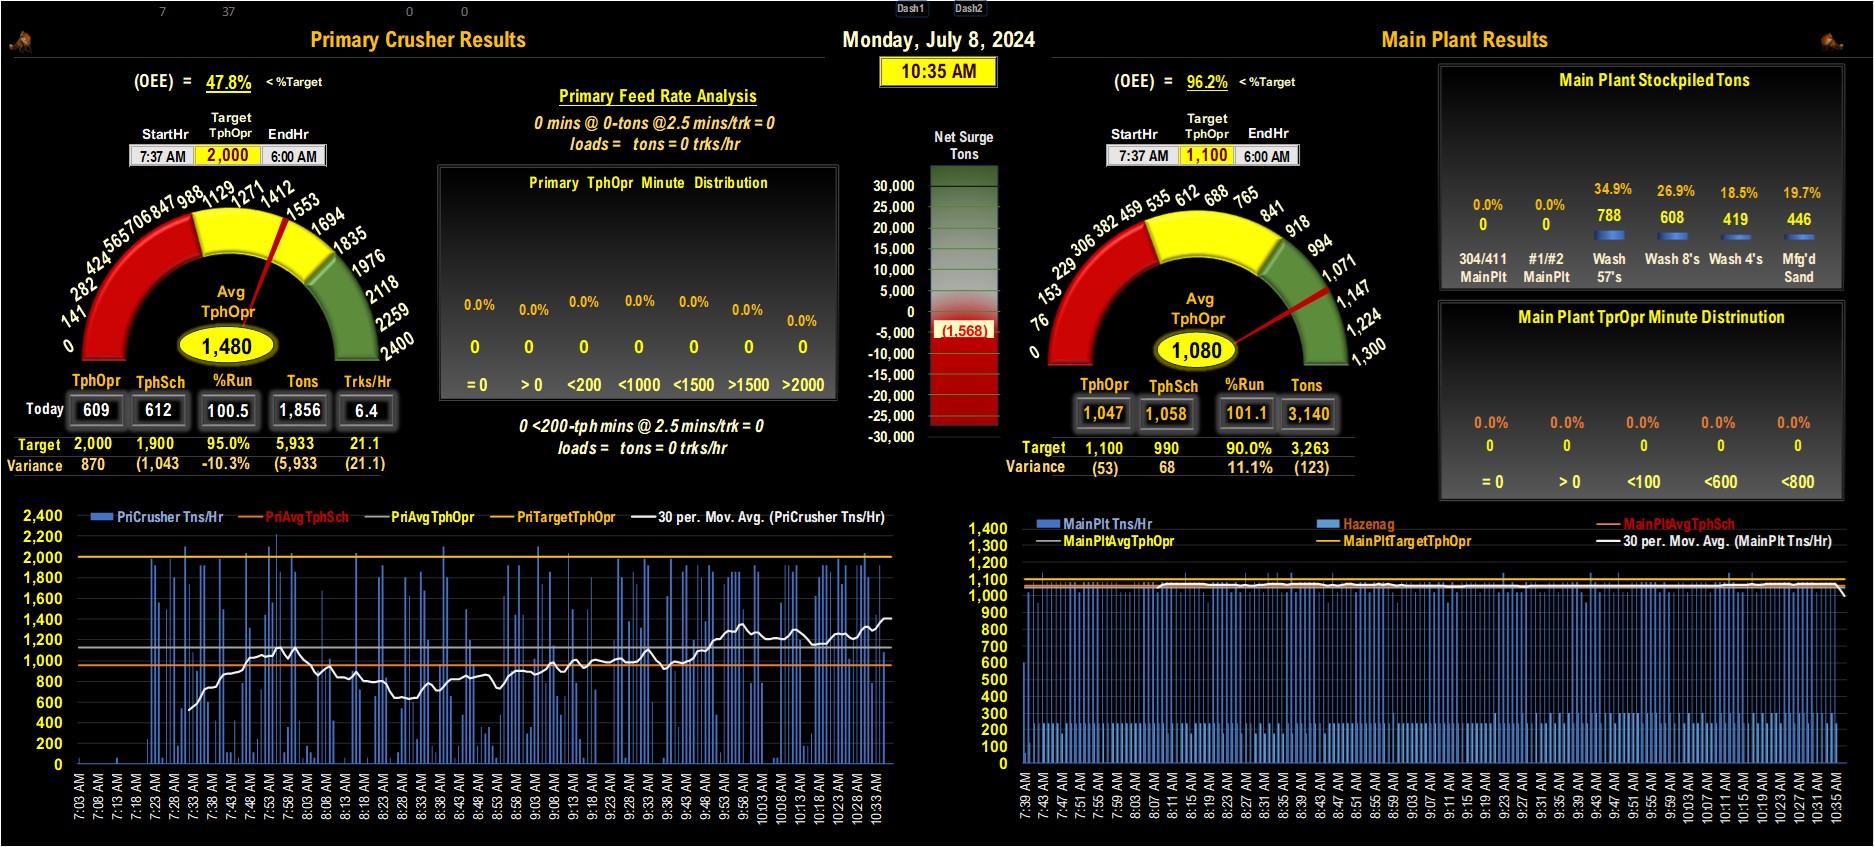 7 37 0 0 Dash1 Dash2
Primary Crusher Results
Monday, July 8, 2024
10:35 AM
Main Plant Results
(OEE) = 47.8% < %Target
Target
StartHr TphOpr EndHr
7:37 AM 2,000 6:00 AM
0 141 282 424 565 706 847 988 1129 1271 1412 1553 1694 1835 1976 2118 2259 2400
Avg
TphOpr
1,480
TphOpr TphSch %Run Tons Trks/Hr
Today 609 612 100.5 1,856 6.4
Target 2,000 1,900 95.0% 5,933 21.1
Variance 870 (1,043 -10.3% (5,933 (21.1)
Primary Feed Rate Analysis
0 mins @ 0-tons @2.5 mins/trk = 0
loads = tons = 0 trks/hr
Primary TphOpr Minute Distribution
0.0% 0.0% 0.0% 0.0% 0.0% 0.0% 0.0%
0 0 0 0 0 0 0
= 0 > 0 <200 <1000 <1500 >1500 >2000
0 <200-tph mins @ 2.5 mins/trk = 0
loads = tons = 0 trks/hr
Net Surge
Tons
30,000
25,000
20,000
15,000
10,000
5,000
0
-5,000
(1,568)
-10,000
-15,000
-20,000
-25,000
-30,000
(OEE) = 96.2% < %Target
Target
StartHr TphOpr EndHr
7:37 AM 1,100 6:00 AM
0 76 153 229 306 382 459 535 612 688 765 841 918 994 1,071 1,147 1,224 1,300
Avg
TphOpr
1,080
TphOpr TphSch %Run Tons
1,047 1,058 101.1 3,140
Target 1,100 990 90.0% 3,263
Variance (53) 68 11.1% (123)
Main Plant Stockpiled Tons
0.0% 0.0% 34.9% 26.9% 18.5% 19.7%
0 0 788 608 419 446
304/411 #1/#2 Wash Wash 8's Wash 4's Mfg'd
MainPlt MainPlt 57's Sand
Main Plant TprOpr Minute Distrinution
0.0% 0.0% 0.0% 0.0% 0.0%
0 0 0 0 0
= 0 > 0 <100 <600 <800
PriCrusher Tns/Hr PriAvgTphSch PriAvgTphOpr PriTargetTphOpr 30 per. Mov. Avg. (PriCrusher Tns/Hr)
2,400
2,200
2,000
1,800
1,600
1,400
1,200
1,000
800
600
400
200
0
7:03 AM 7:08 AM 7:13 AM 7:18 AM 7:23 AM 7:28 AM 7:33 AM 7:38 AM 7:43 AM 7:48 AM 7:53 AM 7:58 AM 8:03 AM 8:08 AM 8:13 AM 8:18 AM 8:23 AM 8:28 AM 8:33 AM 8:38 AM 8:43 AM 8:48 AM 8:53 AM 8:58 AM 9:03 AM 9:08 AM 9:13 AM 9:18 AM 9:23 AM 9:28 AM 9:33 AM 9:38 AM 9:43 AM 9:48 AM 9:53 AM 9:58 AM 10:03 AM 10:08 AM 10:13 AM 10:18 AM 10:23 AM 10:28 AM 10:33 AM
MainPlt Tns/Hr Hazenag MainPltAvgTphSch
MainPltAvgTphOpr MainPltTargetTphOpr 30 per. Mov. Avg. (MainPlt Tns/Hr)
1,400
1,300
1,200
1,100
1,000
900
800
700
600
500
400
300
200
100
0
7:39 AM 7:43 AM 7:47 AM 7:51 AM 7:55 AM 7:59 AM 8:03 AM 8:07 AM 8:11 AM 8:15 AM 8:19 AM 8:23 AM 8:27 AM 8:31 AM 8:35 AM 8:39 AM 8:43 AM 8:47 AM 8:51 AM 8:55 AM 8:59 AM 9:03 AM 9:07 AM 9:11 AM 9:15 AM 9:19 AM 9:23 AM 9:27 AM 9:31 AM 9:35 AM 9:39 AM 9:43 AM 9:47 AM 9:51 AM 9:55 AM 9:59 AM 10:03 AM 10:07 AM 10:11 AM 10:15 AM 10:19 AM 10:23 AM 10:27 AM 10:31 AM 10:35 AM